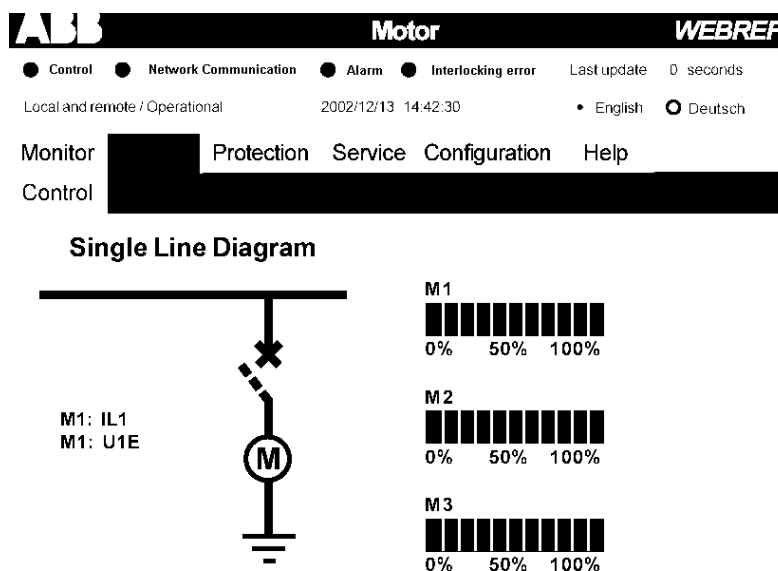 ABB Motor WEBREF
Control Network Communication Alarm Interlocking error Last update 0 seconds
Local and remote / Operational 2002/12/13 14:42:30 • English Deutsch
Monitor Protection Service Configuration Help
Control
Single Line Diagram
M1
0% 50% 100%
M2
0% 50% 100%
M1: IL1
M1: U1E
M
M3
0% 50% 100%